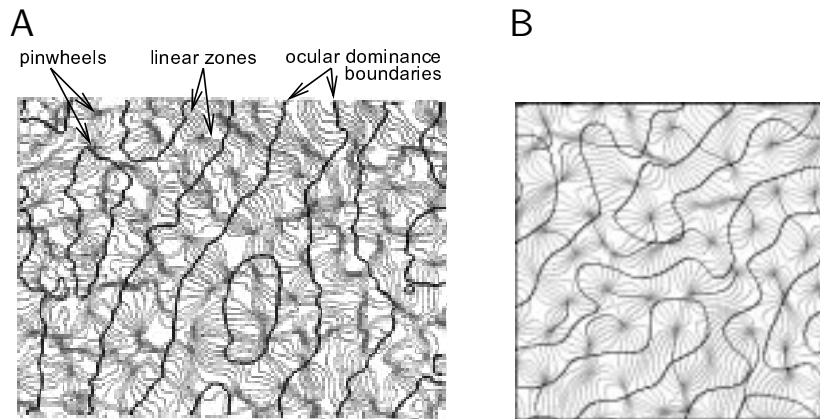 A
B
pinwheels
linear zones
ocular dominance
boundaries